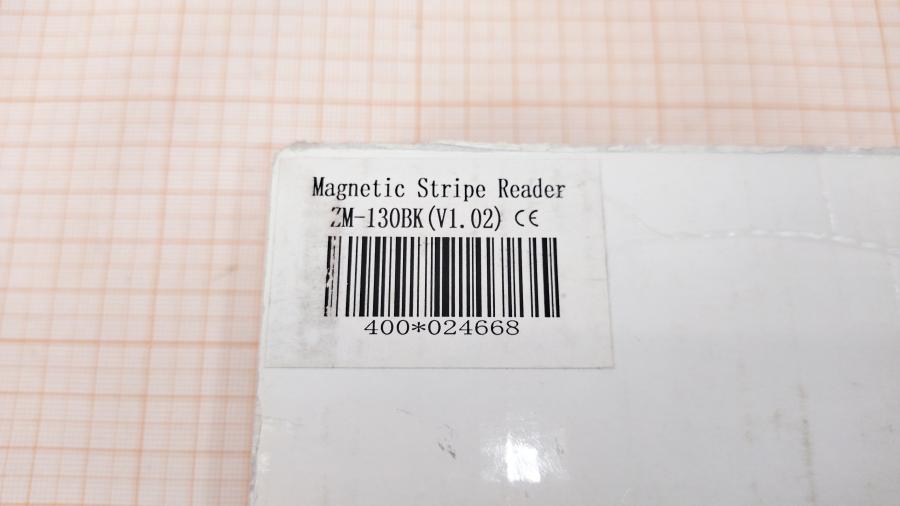 Magnetic Stripe Reader
ZM-130BK(V1.02) CE
400*024668